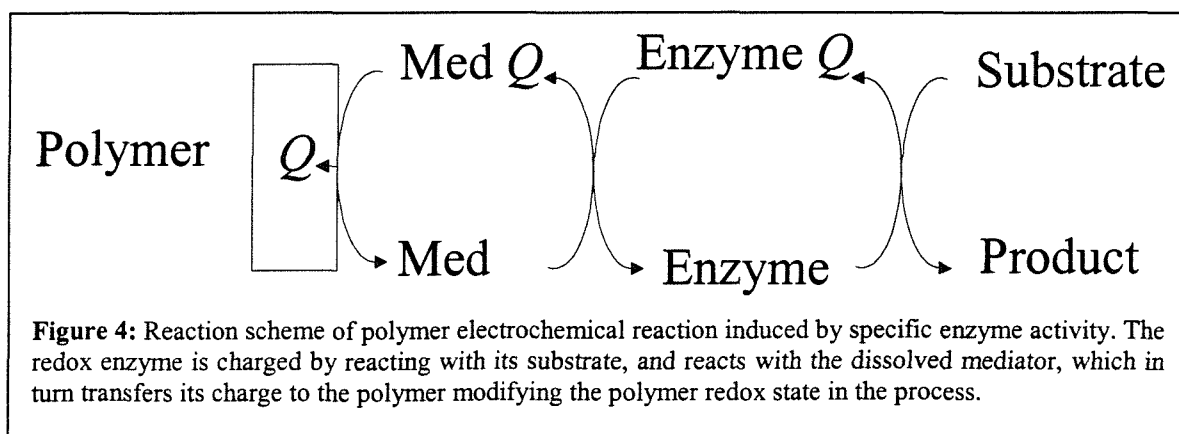 Med Q Enzyme Q Substrate
Polymer Q
Med Enzyme Product
Figure 4: Reaction scheme of polymer electrochemical reaction induced by specific enzyme activity. The
redox enzyme is charged by reacting with its substrate, and reacts with the dissolved mediator, which in
turn transfers its charge to the polymer modifying the polymer redox state in the process.